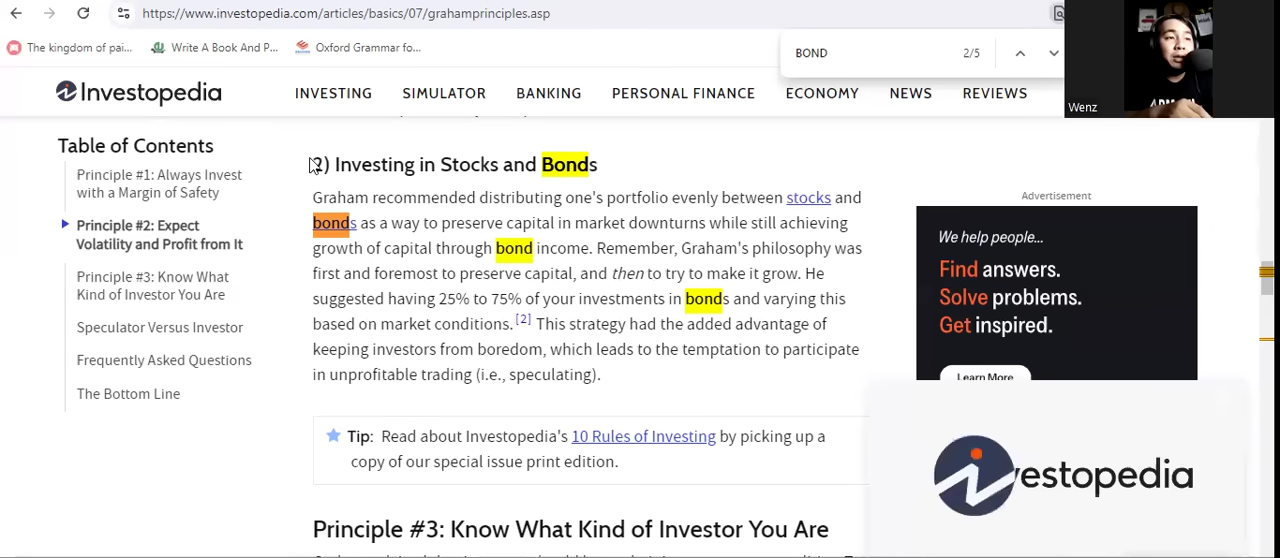 https://www.investopedia.com/articles/basics/07/grahamprinciples.asp
The kingdom of pai...
Write A Book And P...
Oxford Grammar fo...
BOND
2/5
Wenz
Investopedia
INVESTING
SIMULATOR
BANKING
PERSONAL FINANCE
ECONOMY
NEWS
REVIEWS
Table of Contents
Principle #1: Always Invest
with a Margin of Safety
Principle #2: Expect
Volatility and Profit from It
Principle #3: Know What
Kind of Investor You Are
Speculator Versus Investor
Frequently Asked Questions
The Bottom Line
2) Investing in Stocks and Bonds
Graham recommended distributing one's portfolio evenly between stocks and
bonds as a way to preserve capital in market downturns while still achieving
growth of capital through bond income. Remember, Graham's philosophy was
first and foremost to preserve capital, and then to try to make it grow. He
suggested having 25% to 75% of your investments in bonds and varying this
based on market conditions. [2] This strategy had the added advantage of
keeping investors from boredom, which leads to the temptation to participate
in unprofitable trading (i.e., speculating).
Tip: Read about Investopedia's 10 Rules of Investing by picking up a
copy of our special issue print edition.
Principle #3: Know What Kind of Investor You Are
Advertisement
We help people...
Find answers.
Solve problems.
Get inspired.
Learn More
investopedia